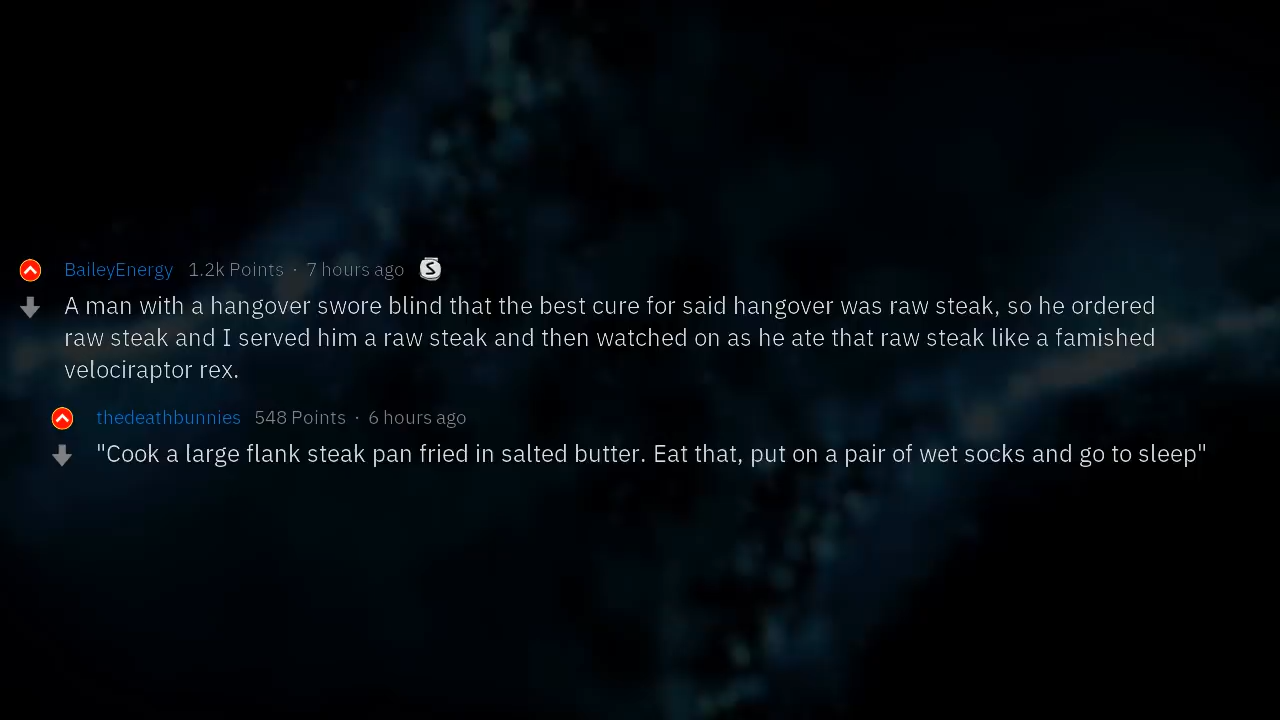 BaileyEnergy 1.2k Points · 7 hours ago
A man with a hangover swore blind that the best cure for said hangover was raw steak, so he ordered
raw steak and I served him a raw steak and then watched on as he ate that raw steak like a famished
velociraptor rex.
thedeathbunnies 548 Points · 6 hours ago
"Cook a large flank steak pan fried in salted butter. Eat that, put on a pair of wet socks and go to sleep"